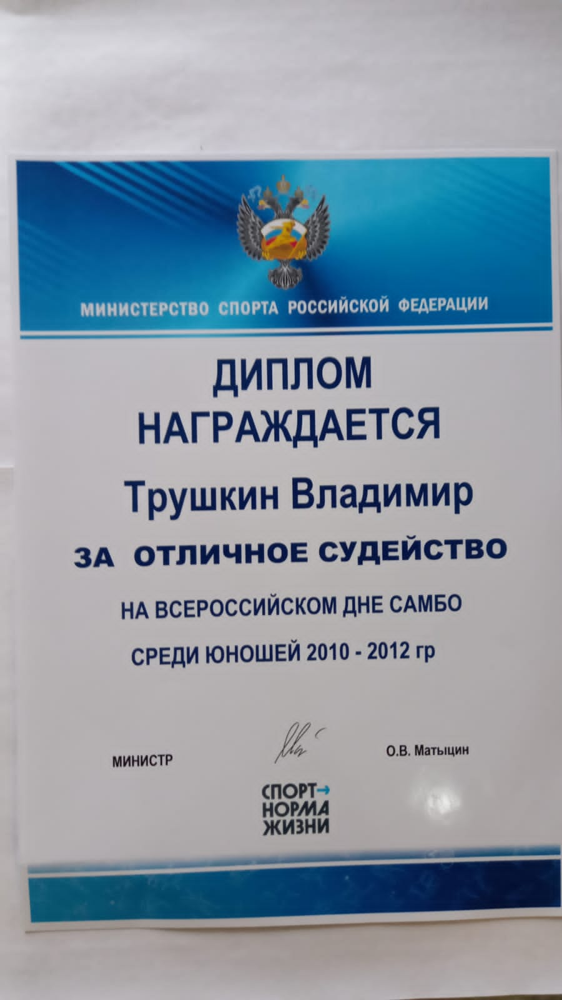 МИНИСТЕРСТВО СПОРТА РОССИЙСКОЙ ФЕДЕРАЦИИ
ДИПЛОМ
НАГРАЖДАЕТСЯ
Трушкин Владимир
ЗА ОТЛИЧНОЕ СУДЕЙСТВО
НА ВСЕРОССИЙСКОМ ДНЕ САМБО
СРЕДИ ЮНОШЕЙ 2010 - 2012 гр
МИНИСТР О.В. Матыцин
СПОРТ→
НОРМА
ЖИЗНИ